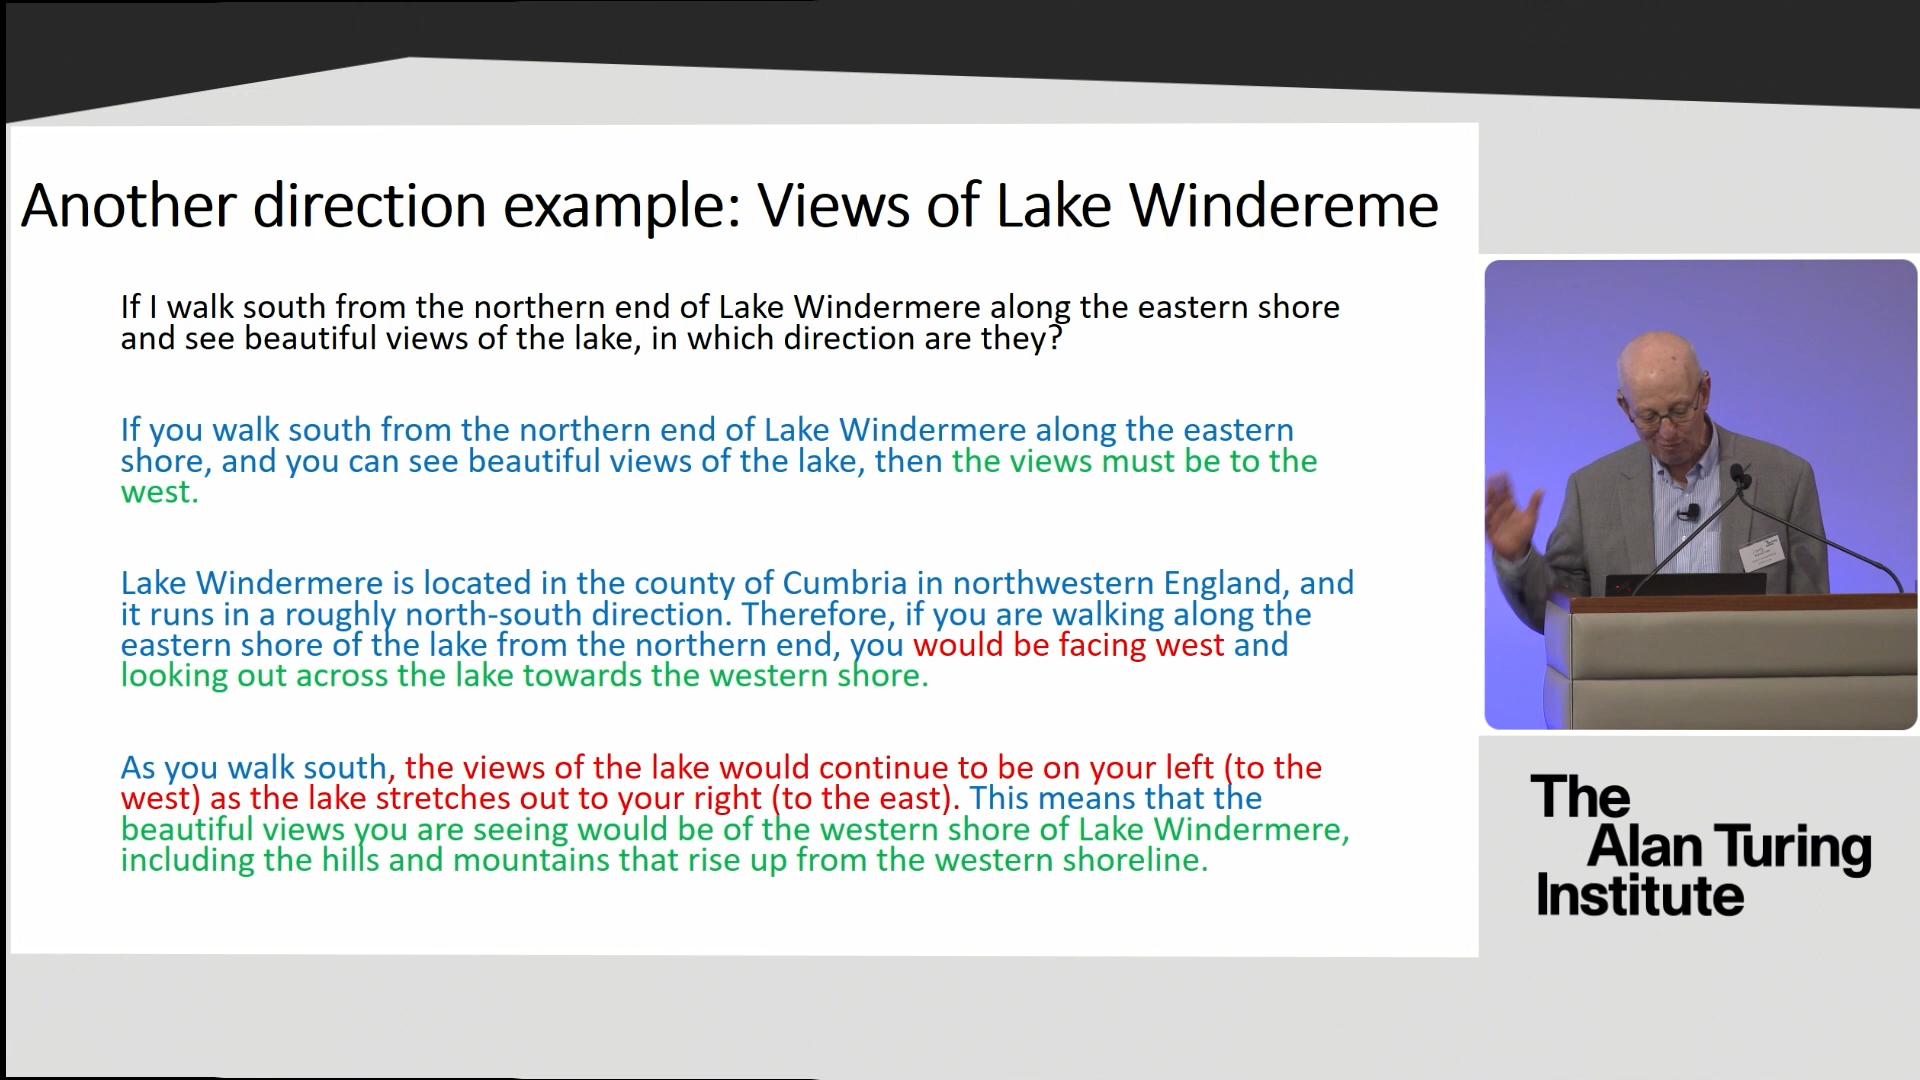 Another direction example: Views of Lake Windereme
If I walk south from the northern end of Lake Windermere along the eastern shore
and see beautiful views of the lake, in which direction are they?
If you walk south from the northern end of Lake Windermere along the eastern
shore, and you can see beautiful views of the lake, then the views must be to the
west.
Lake Windermere is located in the county of Cumbria in northwestern England, and
it runs in a roughly north-south direction. Therefore, if you are walking along the
eastern shore of the lake from the northern end, you would be facing west and
looking out across the lake towards the western shore.
As you walk south, the views of the lake would continue to be on your left (to the
west) as the lake stretches out to your right (to the east). This means that the
beautiful views you are seeing would be of the western shore of Lake Windermere,
including the hills and mountains that rise up from the western shoreline.
The
Alan Turing
Institute